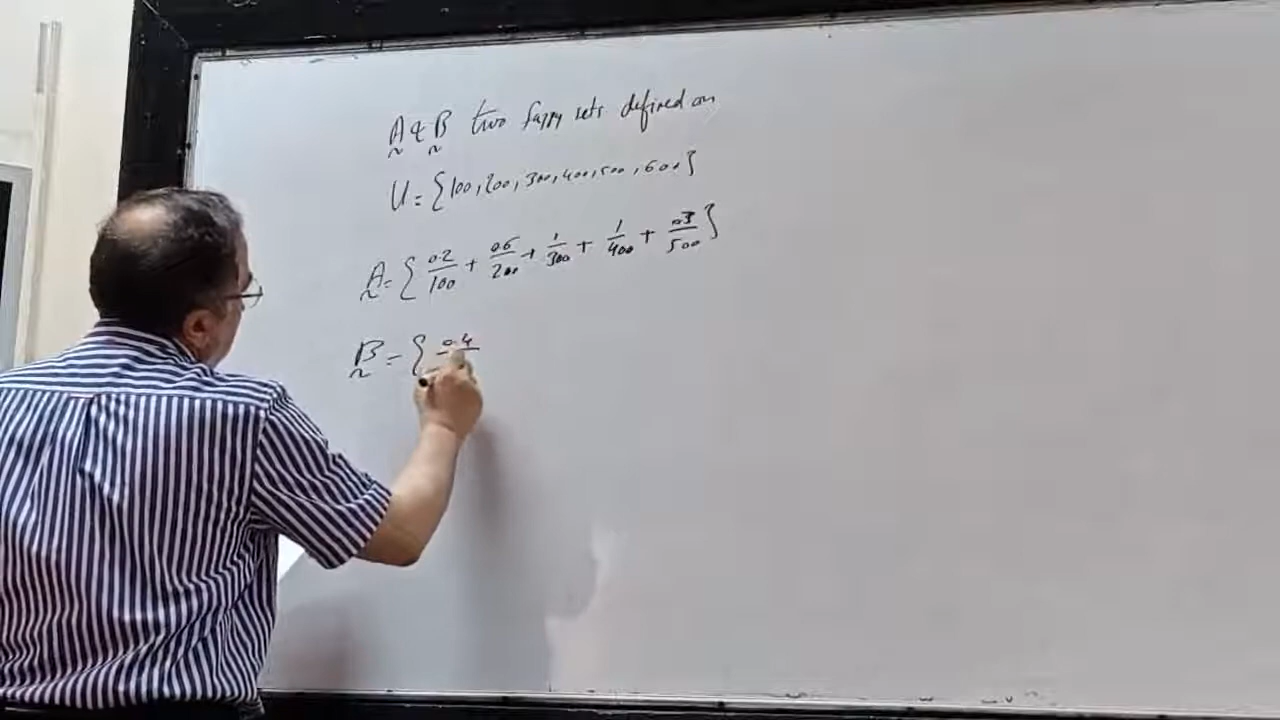 A & B two fuzzy sets defined on
U = {100, 200, 300, 400, 500, 600}
A = { 0.2/100 + 0.5/200 + 1/300 + 1/400 + 0.3/500 }
B = { 0.4